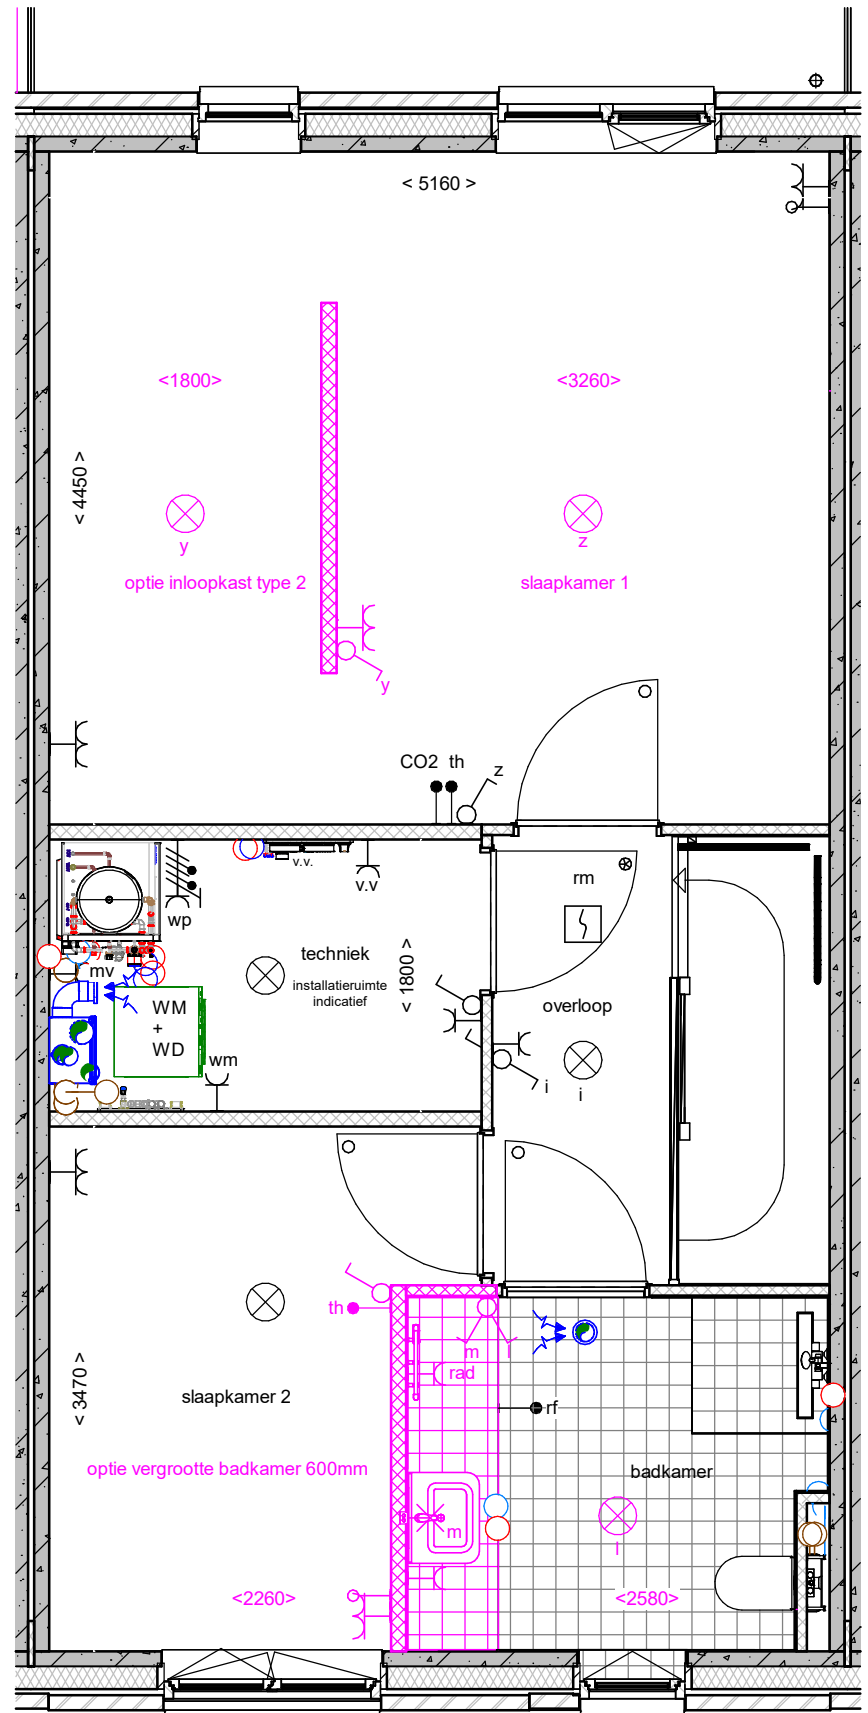 < 5160 >
<1800>
<3260>
< 4450 >
y
z
optie inloopkast type 2
slaapkamer 1
y
CO2 th
z
v.v.
v.v
rm
wp
techniek
installatieruimte
indicatief
< 1800 >
mv
WM
+
WD
overloop
wm
i
i
th
m
l
rad
slaapkamer 2
< 3470 >
rf
optie vergrootte badkamer 600mm
badkamer
m
l
<2260>
<2580>